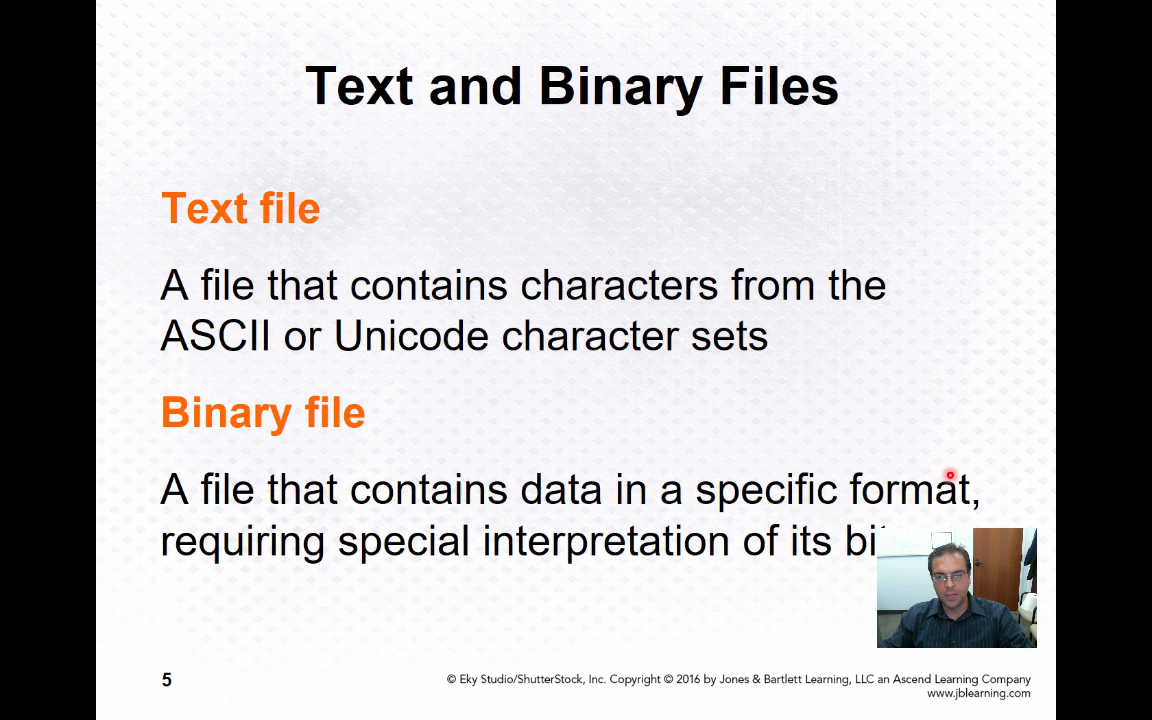 Text and Binary Files
Text file
A file that contains characters from the
ASCII or Unicode character sets
Binary file
A file that contains data in a specific format,
requiring special interpretation of its
5
© Eky Studio/ShutterStock, Inc. Copyright © 2016 by Jones & Bartlett Learning, LLC an Ascend Learning Company
www.jblearning.com